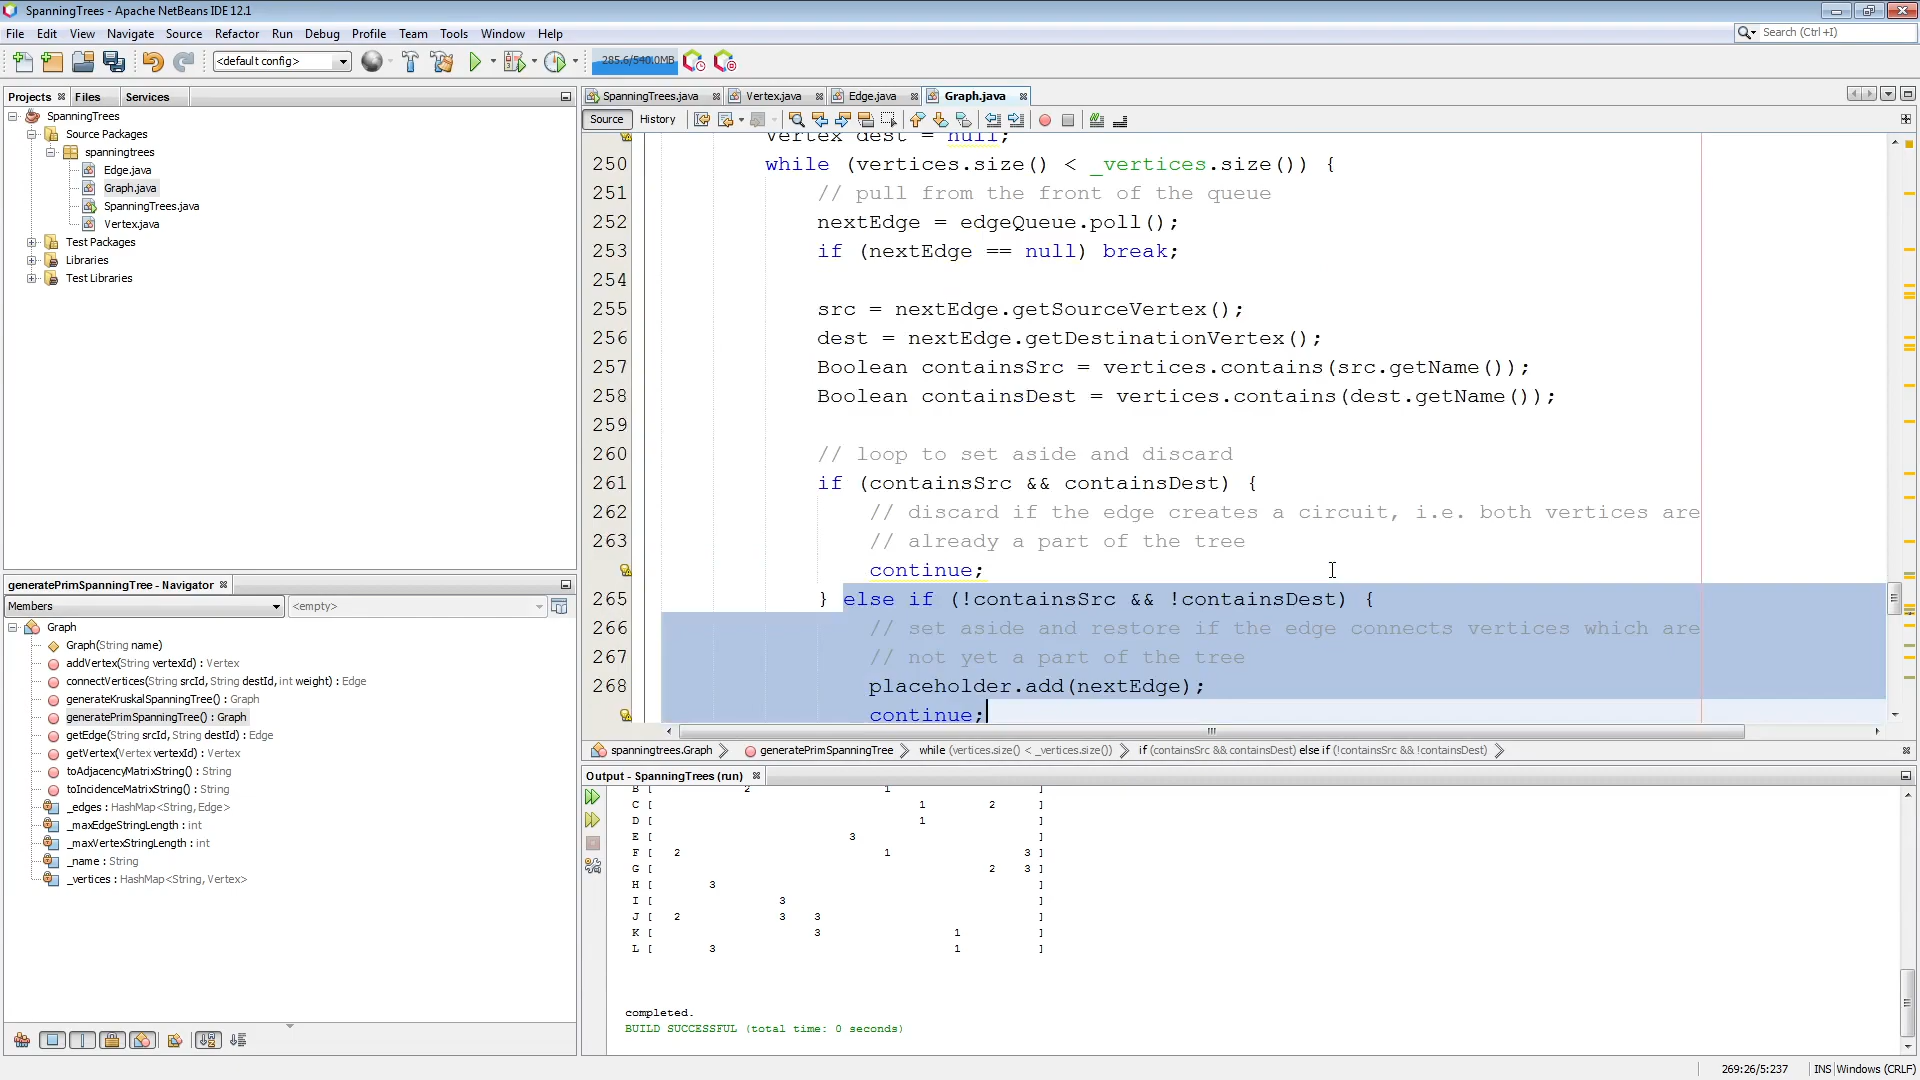 SpanningTrees - Apache NetBeans IDE 12.1
File Edit View Navigate Source Refactor Run Debug Profile Team Tools Window Help
Search (Ctrl+I)
<default config>
285.6/540.0MB
Projects Files Services
SpanningTrees
Source Packages
spanningtrees
Edge.java
Graph.java
SpanningTrees.java
Vertex.java
Test Packages
Libraries
Test Libraries
SpanningTrees.java Vertex.java Edge.java Graph.java
Source History
Vertex dest = null;
250 while (vertices.size() < _vertices.size()) {
251 // pull from the front of the queue
252 nextEdge = edgeQueue.poll();
253 if (nextEdge == null) break;
254
255 src = nextEdge.getSourceVertex();
256 dest = nextEdge.getDestinationVertex();
257 Boolean containsSrc = vertices.contains(src.getName());
258 Boolean containsDest = vertices.contains(dest.getName());
259
260 // loop to set aside and discard
261 if (containsSrc && containsDest) {
262 // discard if the edge creates a circuit, i.e. both vertices are
263 // already a part of the tree
continue;
265 } else if (!containsSrc && !containsDest) {
266 // set aside and restore if the edge connects vertices which are
267 // not yet a part of the tree
268 placeholder.add(nextEdge);
continue;
spanningtrees.Graph generatePrimSpanningTree while (vertices.size() < _vertices.size()) if (containsSrc && containsDest) else if (!containsSrc && !containsDest)
generatePrimSpanningTree - Navigator
Members <empty>
Graph
Graph(String name)
addVertex(String vertexId) : Vertex
connectVertices(String srcId, String destId, int weight) : Edge
generateKruskalSpanningTree() : Graph
generatePrimSpanningTree() : Graph
getEdge(String srcId, String destId) : Edge
getVertex(Vertex vertexId) : Vertex
toAdjacencyMatrixString() : String
toIncidenceMatrixString() : String
_edges : HashMap<String, Edge>
_maxEdgeStringLength : int
_maxVertexStringLength : int
_name : String
_vertices : HashMap<String, Vertex>
Output - SpanningTrees (run)
B [ 2 1 ]
C [ 1 2 ]
D [ 1 ]
E [ 3 ]
F [ 2 1 3 ]
G [ 2 3 ]
H [ 3 ]
I [ 3 ]
J [ 2 3 3 ]
K [ 3 1 ]
L [ 3 1 ]
completed.
BUILD SUCCESSFUL (total time: 0 seconds)
269:26/5:237 INS Windows (CRLF)